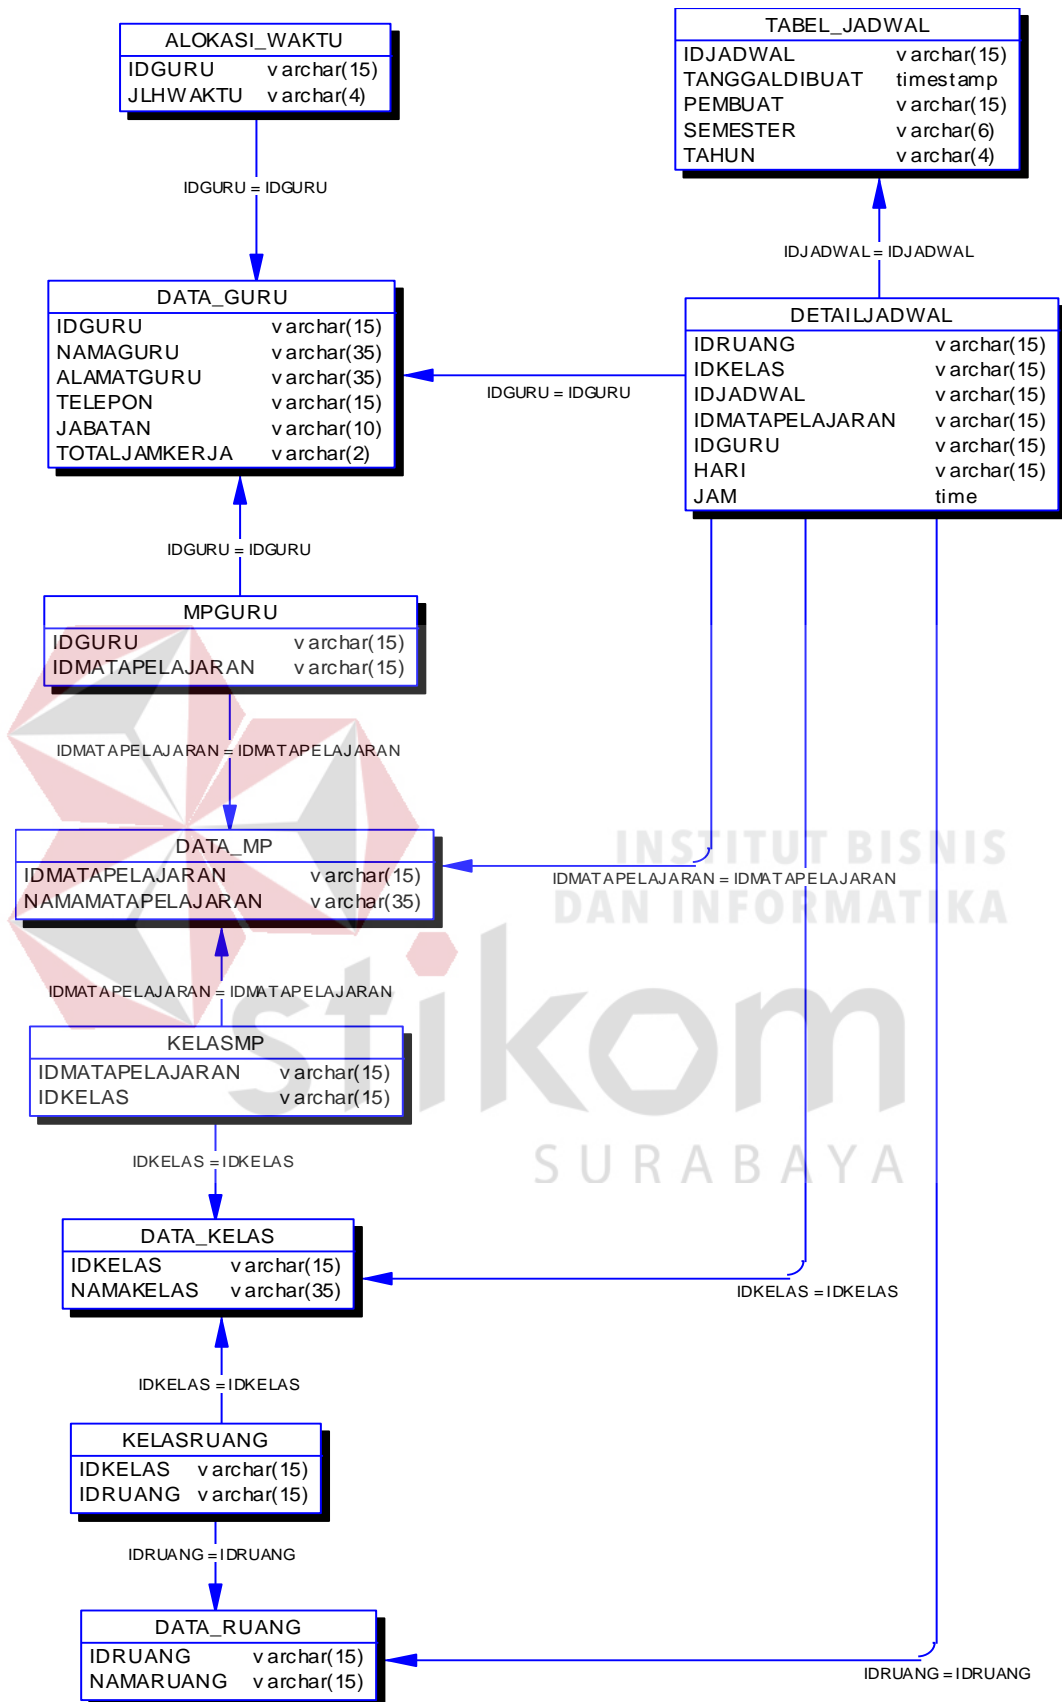 ALOKASI_WAKTU
IDGURU varchar(15)
JLHWAKTU varchar(4)
TABEL_JADWAL
IDJADWAL varchar(15)
TANGGALDIBUAT timestamp
PEMBUAT varchar(15)
SEMESTER varchar(6)
TAHUN varchar(4)
IDGURU = IDGURU
IDJADWAL = IDJADWAL
DATA_GURU
IDGURU varchar(15)
NAMAGURU varchar(35)
ALAMATGURU varchar(35)
TELEPON varchar(15)
JABATAN varchar(10)
TOTALJAMKERJA varchar(2)
DETAILJADWAL
IDRUANG varchar(15)
IDKELAS varchar(15)
IDJADWAL varchar(15)
IDMATAPELAJARAN varchar(15)
IDGURU varchar(15)
HARI varchar(15)
JAM time
IDGURU = IDGURU
IDGURU = IDGURU
MPGURU
IDGURU varchar(15)
IDMATAPELAJARAN varchar(15)
IDMATAPELAJARAN = IDMATAPELAJARAN
DATA_MP
IDMATAPELAJARAN varchar(15)
NAMAMATAPELAJARAN varchar(35)
INSTITUT BISNIS
IDMATAPELAJARAN = IDMATAPELAJARAN
DAN INFORMATIKA
IDMATAPELAJARAN = IDMATAPELAJARAN
stikom
KELASMP
IDMATAPELAJARAN varchar(15)
IDKELAS varchar(15)
SURABAYA
IDKELAS = IDKELAS
DATA_KELAS
IDKELAS varchar(15)
NAMAKELAS varchar(35)
IDKELAS = IDKELAS
IDKELAS = IDKELAS
KELASRUANG
IDKELAS varchar(15)
IDRUANG varchar(15)
IDRUANG = IDRUANG
DATA_RUANG
IDRUANG varchar(15)
NAMARUANG varchar(15)
IDRUANG = IDRUANG